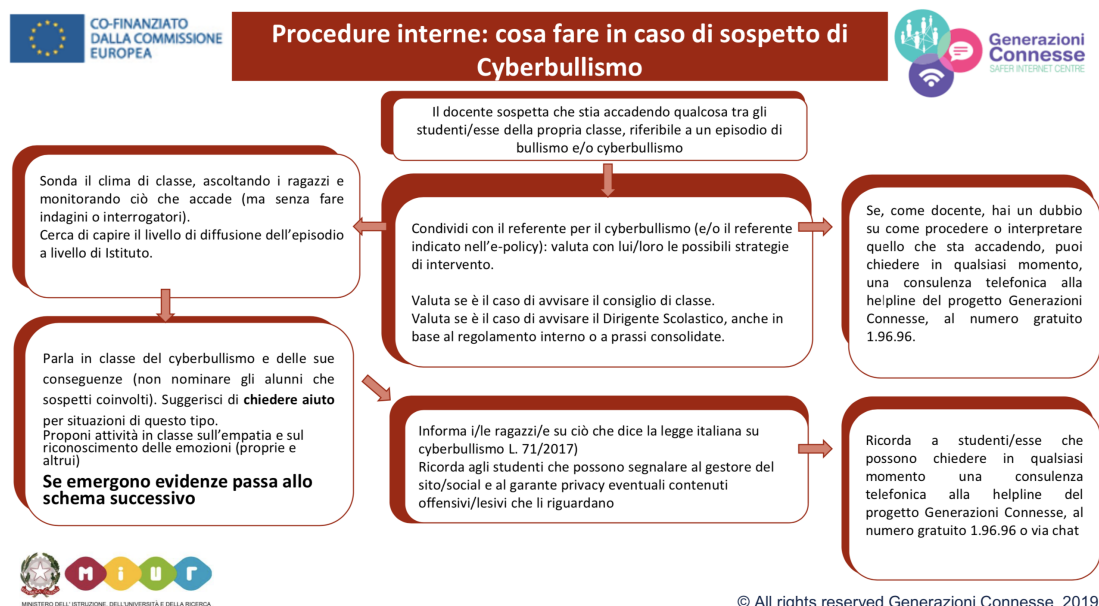 CO-FINANZIATO
DALLA COMMISSIONE
EUROPEA
Procedure interne: cosa fare in caso di sospetto di
Cyberbullismo
Generazioni
Connesse
SAFER INTERNET CENTRE
Il docente sospetta che stia accadendo qualcosa tra gli
studenti/esse della propria classe, riferibile a un episodio di
bullismo e/o cyberbullismo
Sonda il clima di classe, ascoltando i ragazzi e
monitorando ciò che accade (ma senza fare
indagini o interrogatori).
Cerca di capire il livello di diffusione dell'episodio
a livello di Istituto.
Condividi con il referente per il cyberbullismo (e/o il referente
indicato nell'e-policy): valuta con lui/loro le possibili strategie
di intervento.
Valuta se è il caso di avvisare il consiglio di classe.
Valuta se è il caso di avvisare il Dirigente Scolastico, anche in
base al regolamento interno o a prassi consolidate.
Se, come docente, hai un dubbio
su come procedere o interpretare
quello che sta accadendo, puoi
chiedere in qualsiasi momento,
una consulenza telefonica alla
helpline del progetto Generazioni
Connesse, al numero gratuito
1.96.96.
Parla in classe del cyberbullismo e delle sue
conseguenze (non nominare gli alunni che
sospetti coinvolti). Suggerisci di chiedere aiuto
per situazioni di questo tipo.
Proponi attività in classe sull'empatia e sul
riconoscimento delle emozioni (proprie e
altrui)
Se emergono evidenze passa allo
schema successivo
Informa i/le ragazzi/e su ciò che dice la legge italiana su
cyberbullismo L. 71/2017)
Ricorda agli studenti che possono segnalare al gestore del
sito/social e al garante privacy eventuali contenuti
offensivi/lesivi che li riguardano
Ricorda a studenti/esse che
possono chiedere in qualsiasi
momento una consulenza
telefonica alla helpline del
progetto Generazioni Connesse, al
numero gratuito 1.96.96 o via chat
miur
MINISTERO DELL' ISTRUZIONE, DELL'UNIVERSITÀ E DELLA RICERCA
© All rights reserved Generazioni Connesse, 2019